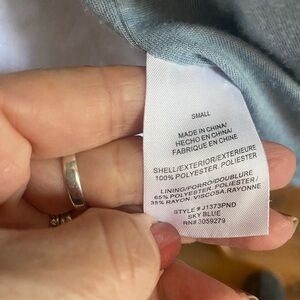 SMALL
MADE IN CHINA/
HECHO EN CHINA/
FABRIQUE EN CHINE
SHELL/EXTERIOR/EXTERIEURE
100% POLYESTER. POLIESTER
LINING/FORRO/DOUBLURE
65% POLYESTER. POLIESTER/
35% RAYON. VISCOSA.RAYONNE
STYLE # J1373PND
SKY BLUE
RN# 3059279